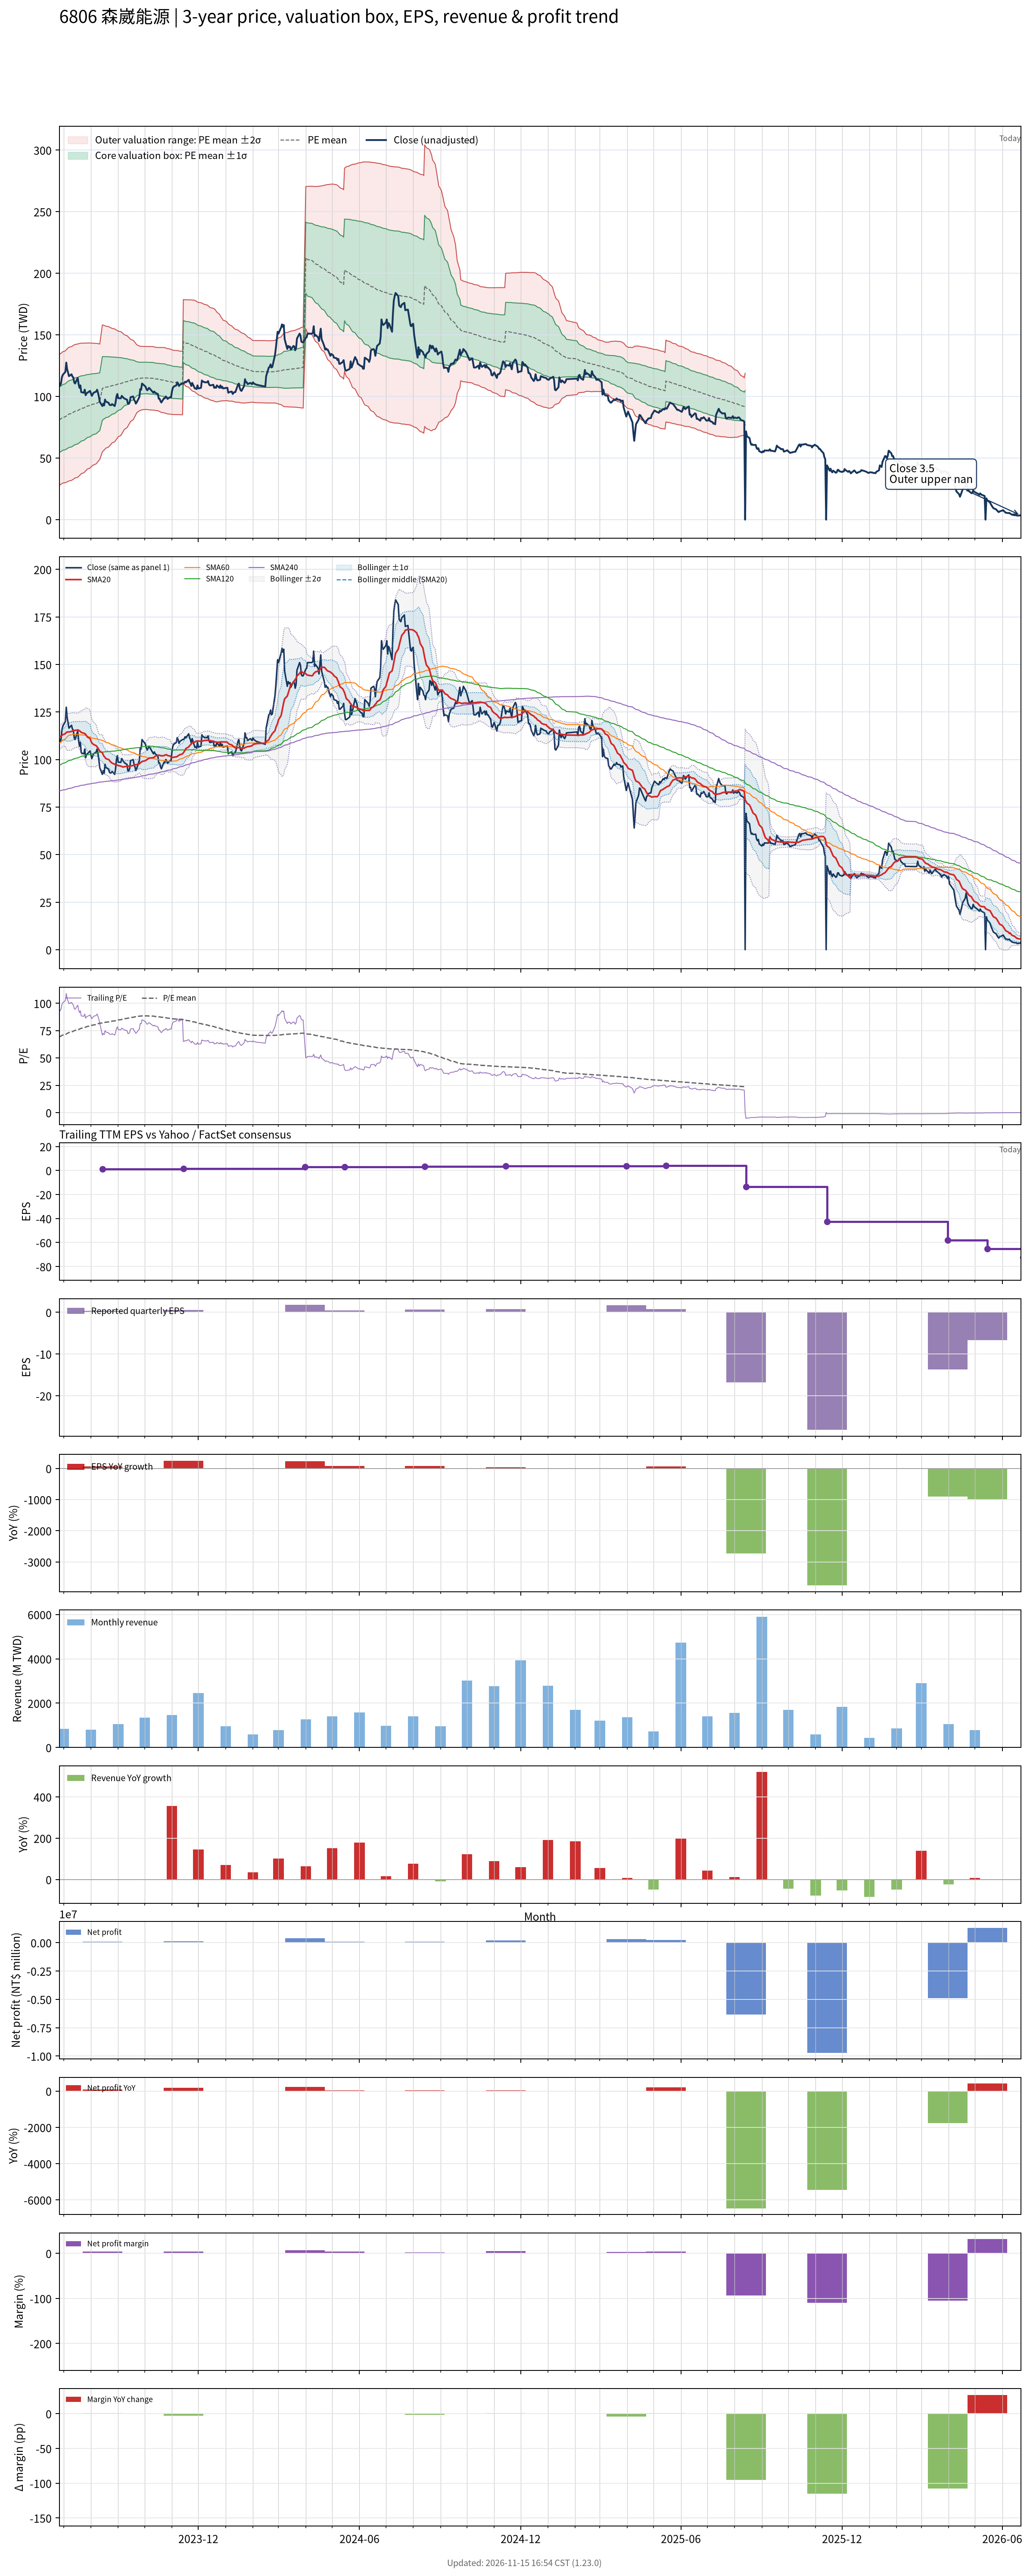 6806 森崴能源 | 3-year price, valuation box, EPS, revenue & profit trend
Outer valuation range: PE mean ±2σ
Core valuation box: PE mean ±1σ
PE mean
Close (unadjusted)
Today
300
250
200
150
100
50
0
Price (TWD)
Close 3.5
Outer upper nan
Close (same as panel 1)
SMA20
SMA60
SMA120
SMA240
Bollinger ±2σ
Bollinger ±1σ
Bollinger middle (SMA20)
200
175
150
125
100
75
50
25
0
Price
Trailing P/E
P/E mean
100
75
50
25
0
P/E
Trailing TTM EPS vs Yahoo / FactSet consensus
Today
20
0
-20
-40
-60
-80
EPS
Reported quarterly EPS
0
-10
-20
EPS
EPS YoY growth
0
-1000
-2000
-3000
YoY (%)
Monthly revenue
6000
4000
2000
0
Revenue (M TWD)
Revenue YoY growth
400
200
0
YoY (%)
Month
1e7
Net profit
0.00
-0.25
-0.50
-0.75
-1.00
Net profit (NT$ million)
Net profit YoY
0
-2000
-4000
-6000
YoY (%)
Net profit margin
0
-100
-200
Margin (%)
Margin YoY change
0
-50
-100
-150
Δ margin (pp)
2023-12
2024-06
2024-12
2025-06
2025-12
2026-06
Updated: 2026-11-15 16:54 CST (1.23.0)